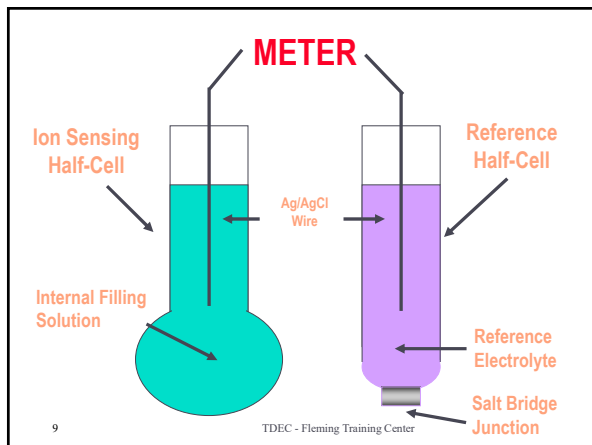 METER
Ion Sensing
Half-Cell
Reference
Half-Cell
Ag/AgCl
Wire
Internal Filling
Solution
Reference
Electrolyte
Salt Bridge
Junction
9
TDEC - Fleming Training Center